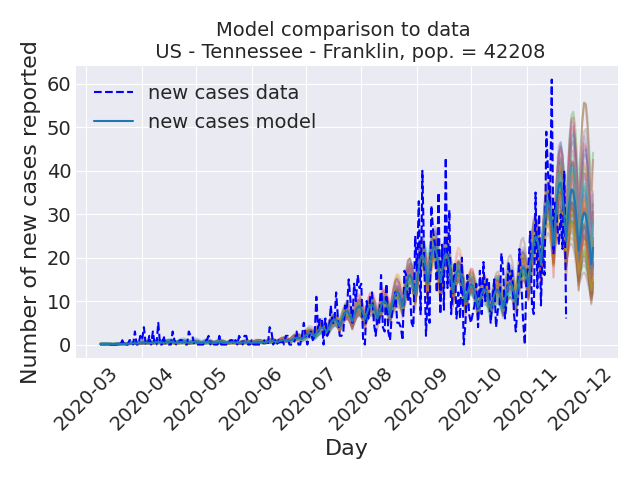 Model comparison to data
US - Tennessee - Franklin, pop. = 42208
Number of new cases reported
60
50
40
30
20
10
0
new cases data
new cases model
2020-03
2020-04
2020-05
2020-06
2020-07
2020-08
2020-09
2020-10
2020-11
2020-12
Day